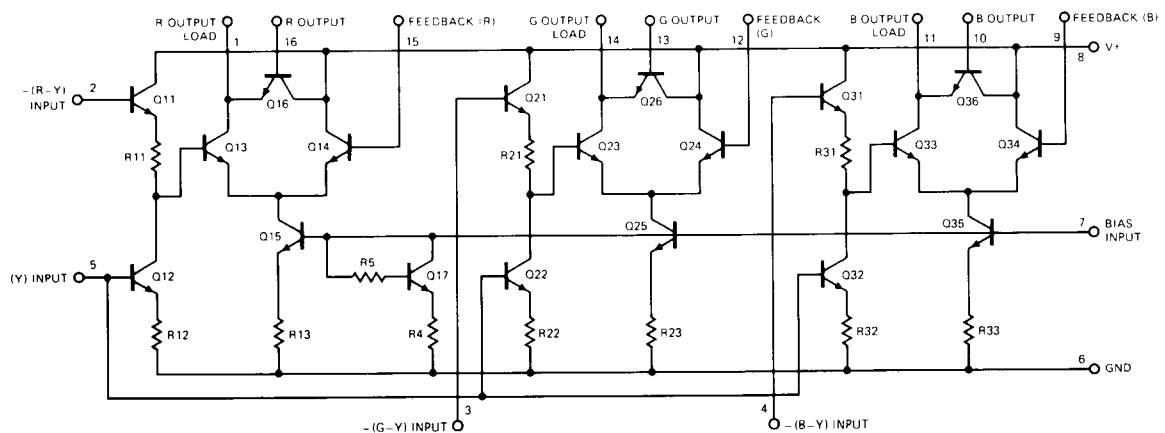 R OUTPUT LOAD
1
R OUTPUT
16
FEEDBACK (R)
15
G OUTPUT LOAD
14
G OUTPUT
13
FEEDBACK (G)
12
B OUTPUT LOAD
11
B OUTPUT
10
FEEDBACK (B)
9
V+
8
-(R-Y) INPUT
2
Q11
Q16
R11
Q13
Q14
Q21
Q26
R21
Q23
Q24
Q31
Q36
R31
Q33
Q34
Q15
Q25
Q35
7
BIAS INPUT
(Y) INPUT
5
Q12
R5
Q17
Q22
Q32
R12
R13
R4
R22
R23
R32
R33
6
GND
3
-(G-Y) INPUT
4
-(B-Y) INPUT